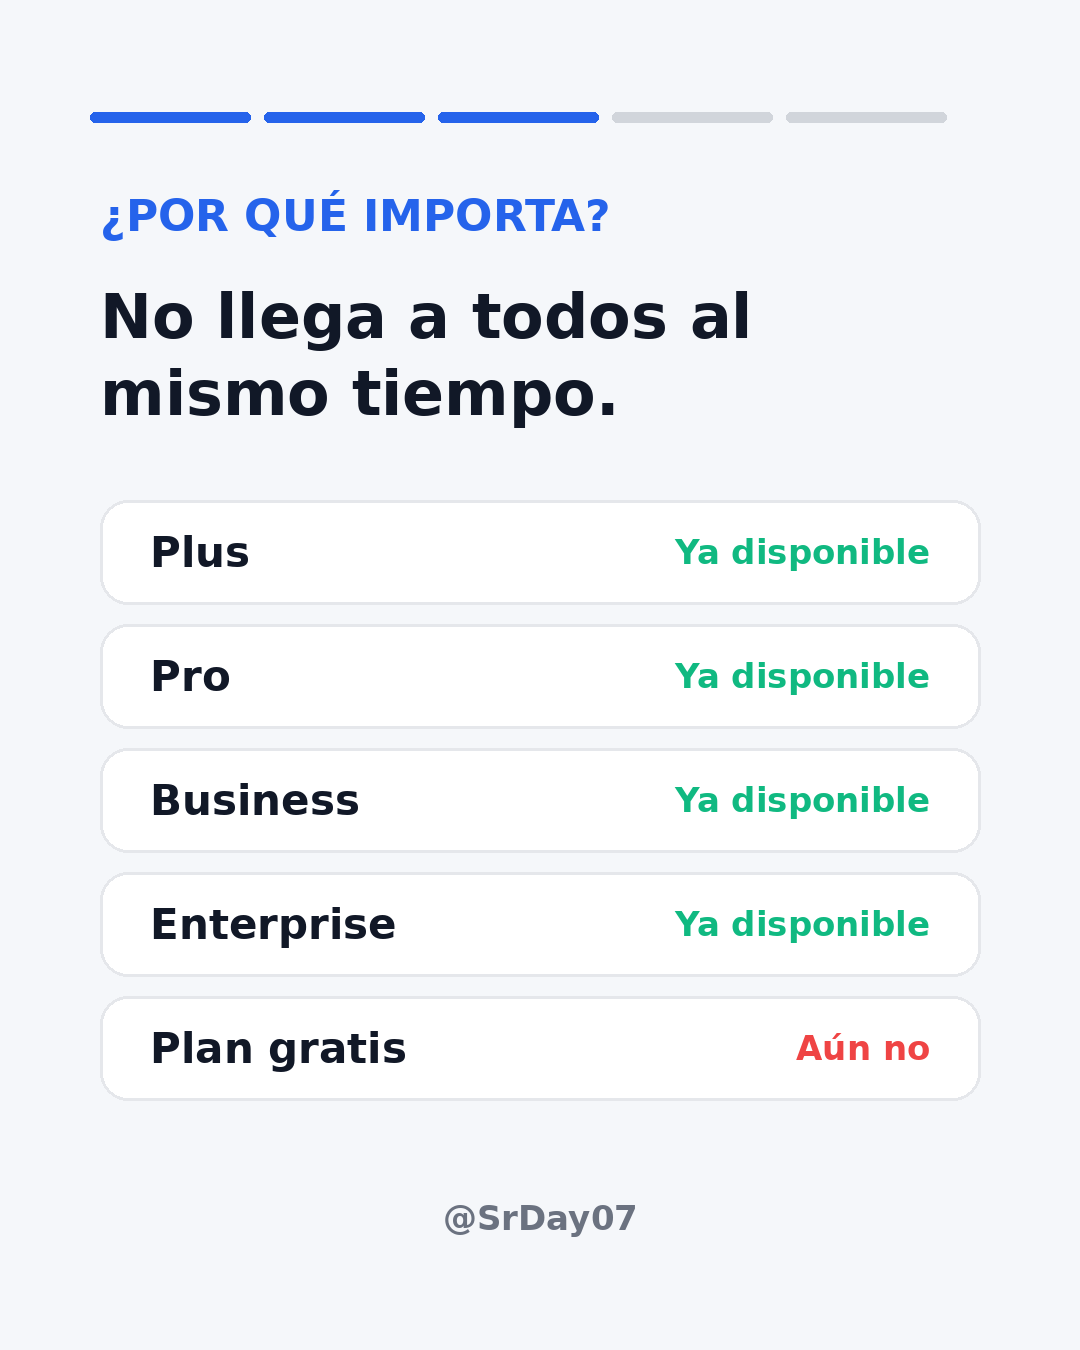 ¿POR QUÉ IMPORTA?
No llega a todos al
mismo tiempo.
Plus Ya disponible
Pro Ya disponible
Business Ya disponible
Enterprise Ya disponible
Plan gratis Aún no
@SrDay07